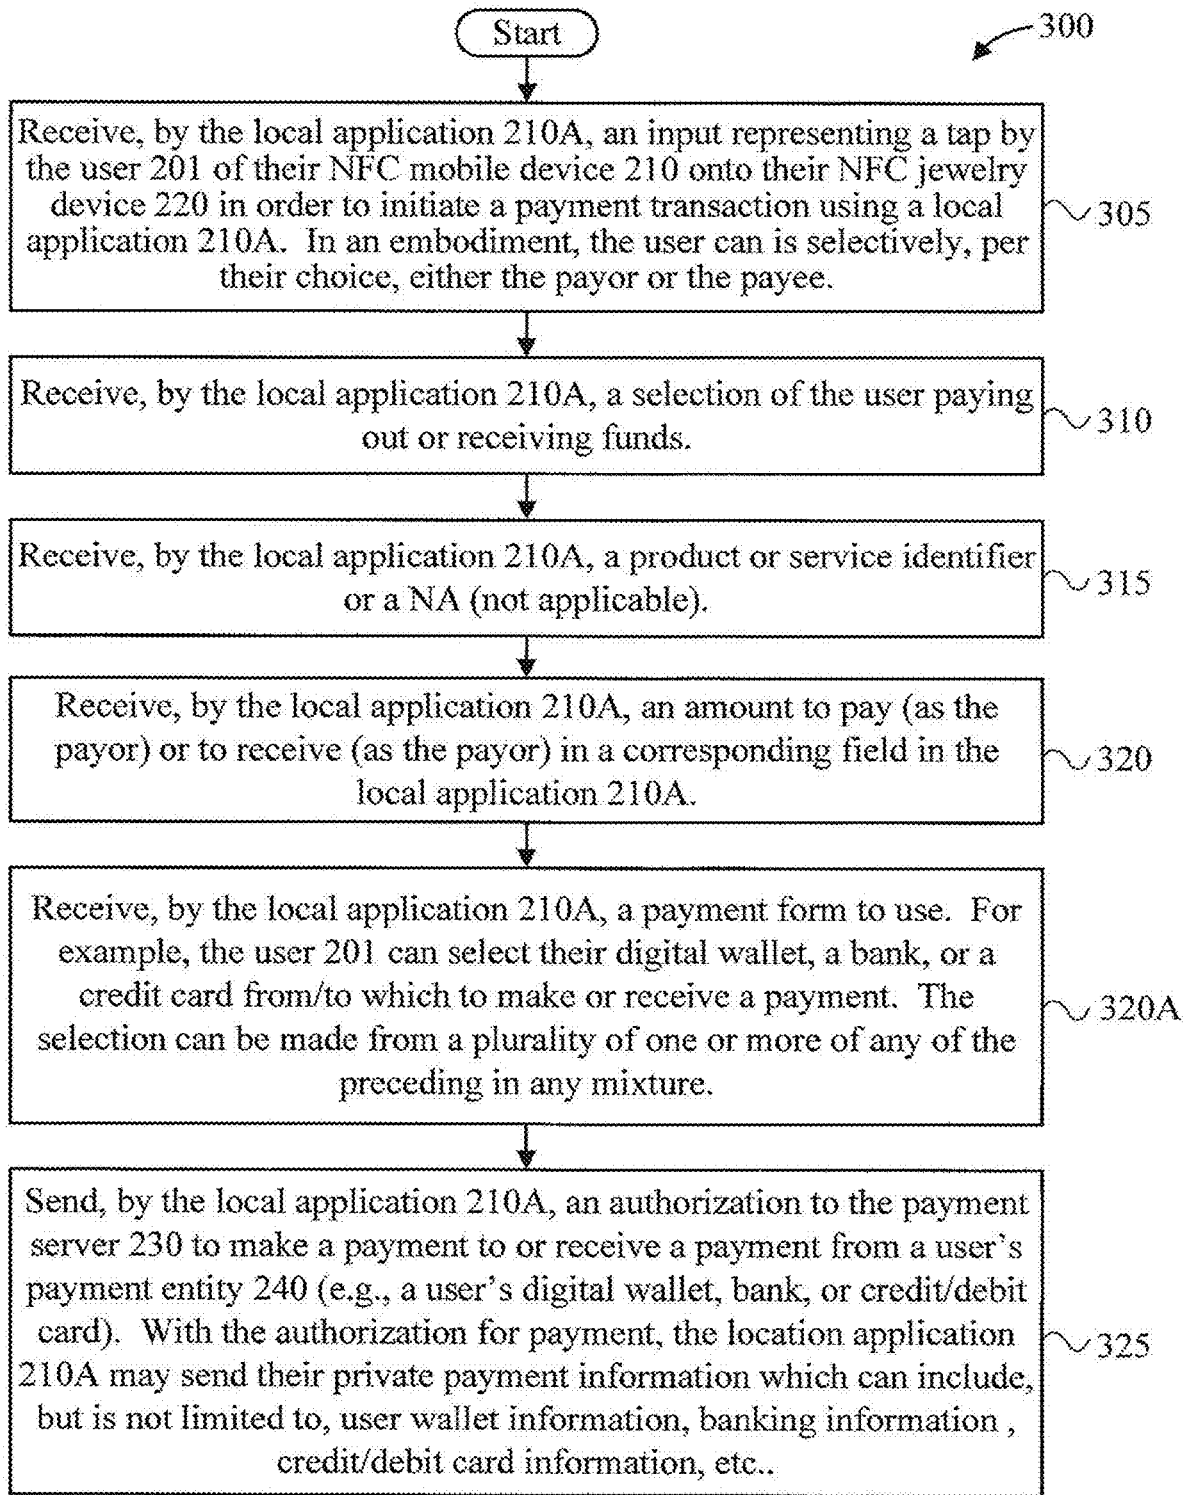 Start
300
Receive, by the local application 210A, an input representing a tap by
the user 201 of their NFC mobile device 210 onto their NFC jewelry
device 220 in order to initiate a payment transaction using a local
application 210A. In an embodiment, the user can is selectively, per
their choice, either the payor or the payee.
305
Receive, by the local application 210A, a selection of the user paying
out or receiving funds.
310
Receive, by the local application 210A, a product or service identifier
or a NA (not applicable).
315
Receive, by the local application 210A, an amount to pay (as the
payor) or to receive (as the payor) in a corresponding field in the
local application 210A.
320
Receive, by the local application 210A, a payment form to use. For
example, the user 201 can select their digital wallet, a bank, or a
credit card from/to which to make or receive a payment. The
selection can be made from a plurality of one or more of any of the
preceding in any mixture.
320A
Send, by the local application 210A, an authorization to the payment
server 230 to make a payment to or receive a payment from a user's
payment entity 240 (e.g., a user's digital wallet, bank, or credit/debit
card). With the authorization for payment, the location application
210A may send their private payment information which can include,
but is not limited to, user wallet information, banking information ,
credit/debit card information, etc..
325